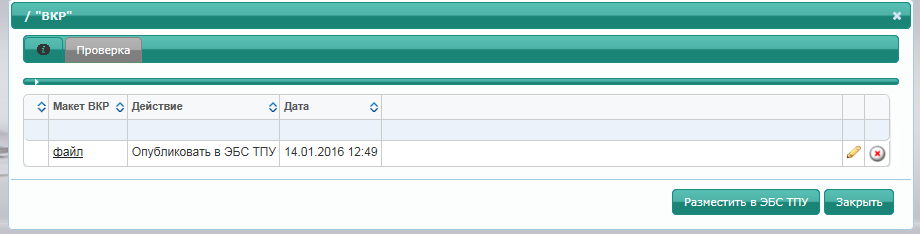 / "ВКР"
Проверка
Макет ВКР Действие Дата
файл Опубликовать в ЭБС ТПУ 14.01.2016 12:49
Разместить в ЭБС ТПУ Закрыть